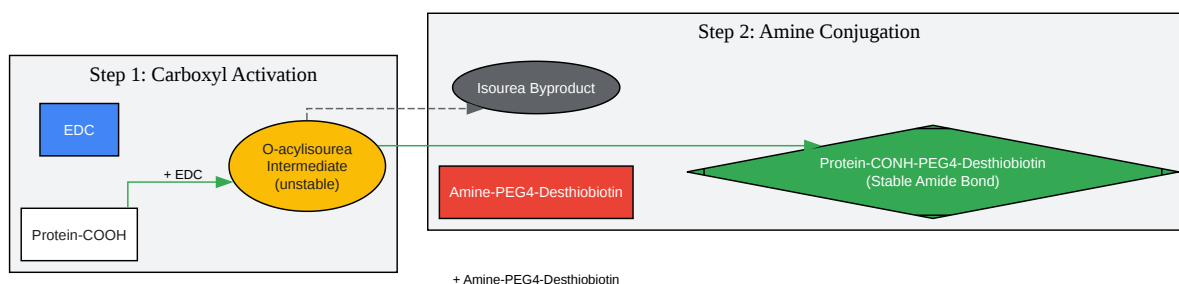 Step 1: Carboxyl Activation
EDC
+ EDC
Protein-COOH
O-acylisourea
Intermediate
(unstable)
Step 2: Amine Conjugation
Isourea Byproduct
Amine-PEG4-Desthiobiotin
Protein-CONH-PEG4-Desthiobiotin
(Stable Amide Bond)
+ Amine-PEG4-Desthiobiotin